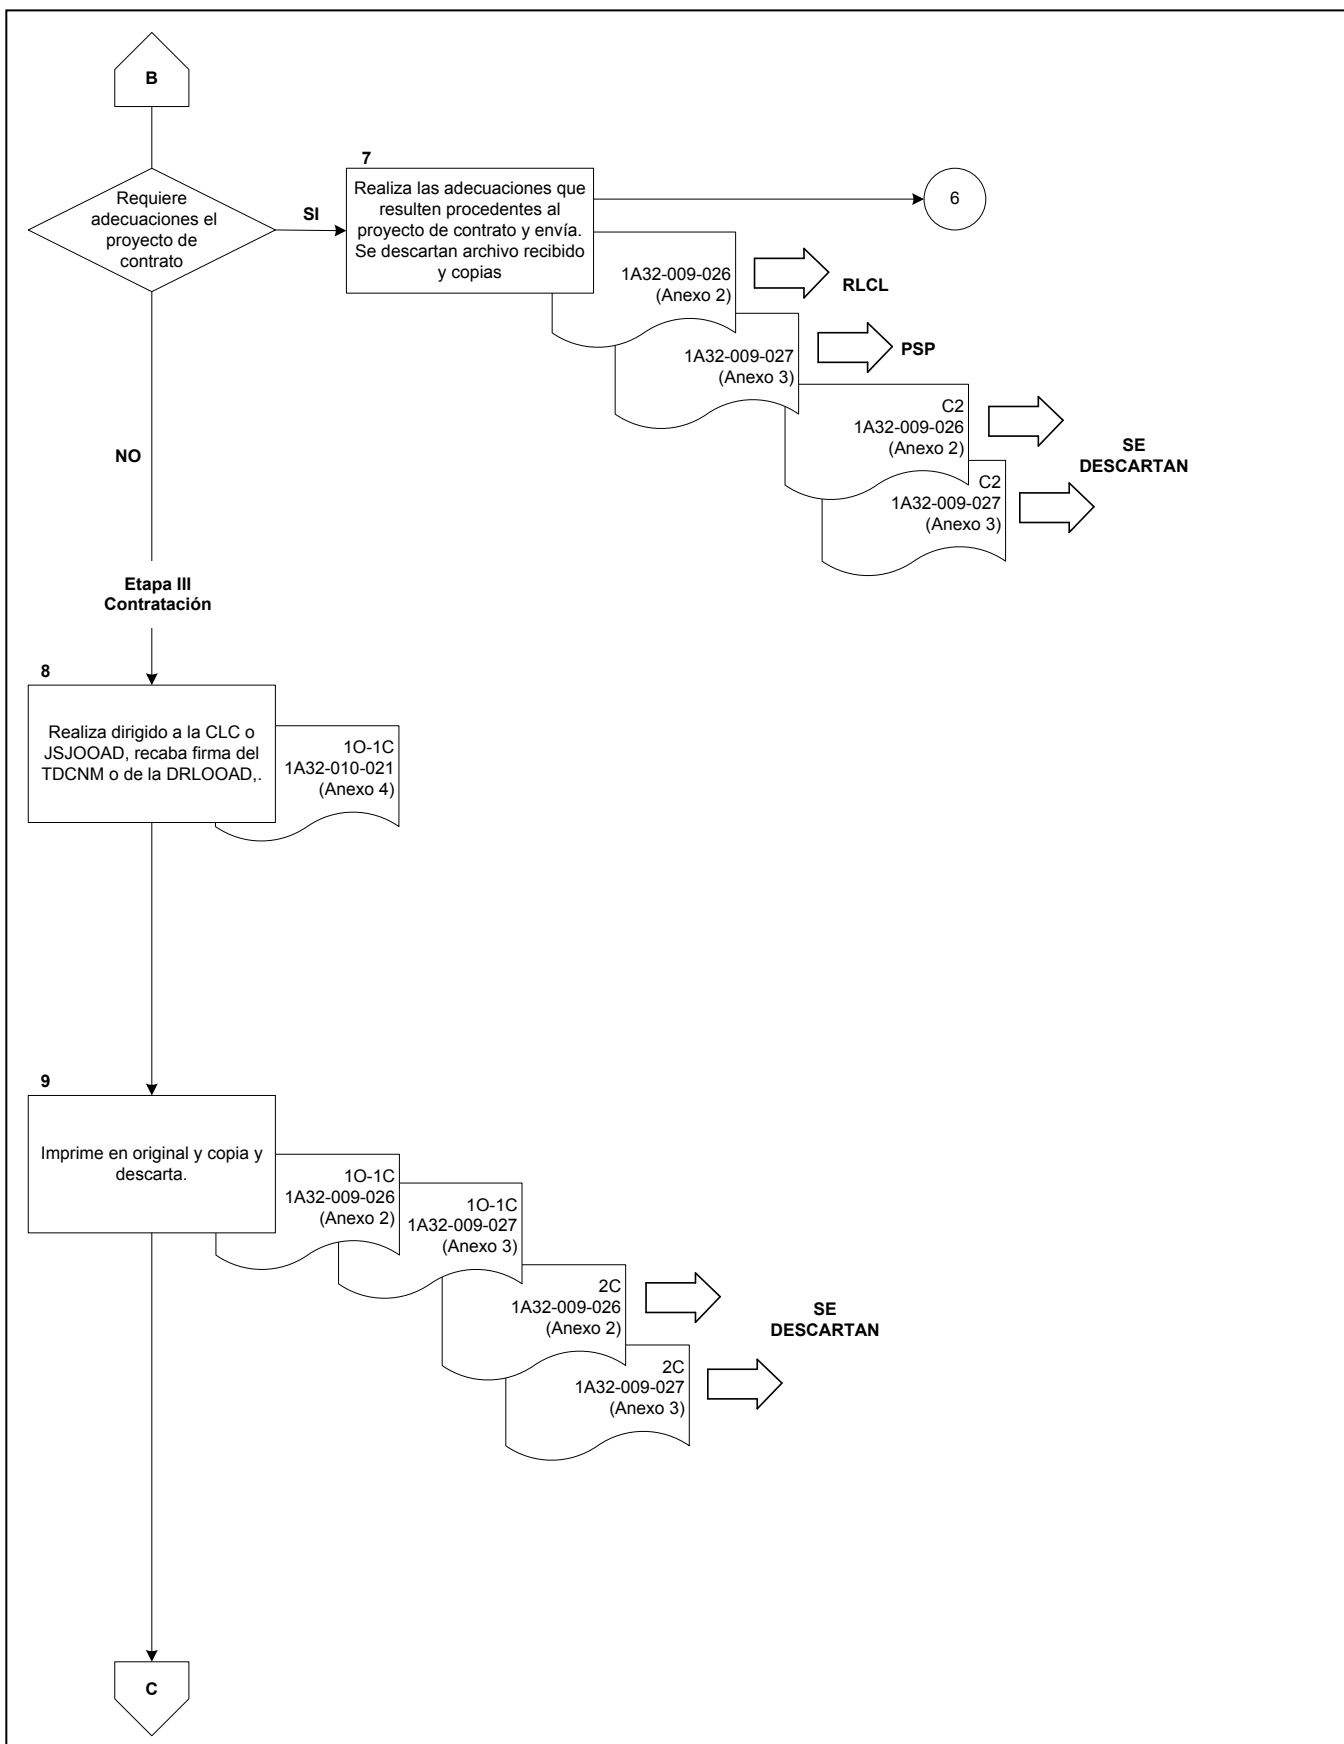 B
Requiere
adecuaciones el
proyecto de
contrato
SI
7
Realiza las adecuaciones que
resulten procedentes al
proyecto de contrato y envía.
Se descartan archivo recibido
y copias
6
1A32-009-026
(Anexo 2)
RLCL
1A32-009-027
(Anexo 3)
PSP
C2
1A32-009-026
(Anexo 2)
C2
1A32-009-027
(Anexo 3)
SE
DESCARTAN
NO
Etapa III
Contratación
8
Realiza dirigido a la CLC o
JSJOOAD, recaba firma del
TDCNM o de la DRLOOAD,.
1O-1C
1A32-010-021
(Anexo 4)
9
Imprime en original y copia y
descarta.
1O-1C
1A32-009-026
(Anexo 2)
1O-1C
1A32-009-027
(Anexo 3)
2C
1A32-009-026
(Anexo 2)
2C
1A32-009-027
(Anexo 3)
SE
DESCARTAN
C